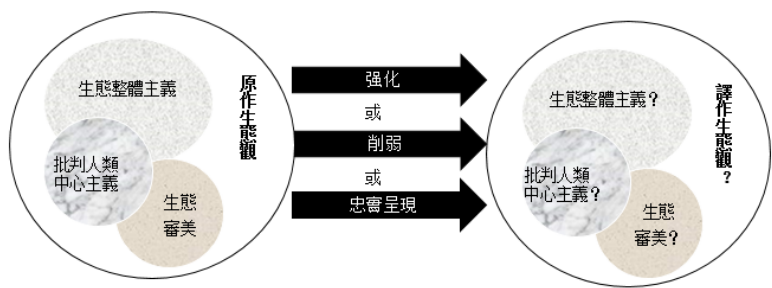 生態整體主義
批判人類
中心主義
生態
審美
原作生態觀
强化
或
削弱
或
忠實呈現
生態整體主義？
批判人類
中心主義？
生態
審美？
譯作生態觀？